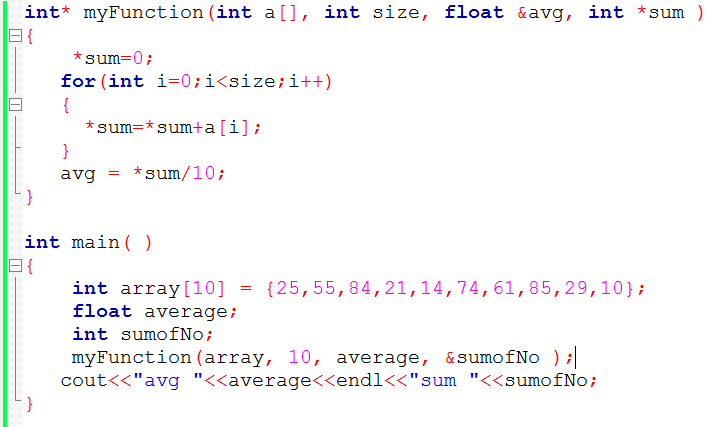 int* myFunction(int a[], int size, float &avg, int *sum )
{
*sum=0;
for(int i=0;i<size;i++)
{
*sum=*sum+a[i];
}
avg = *sum/10;
}
int main( )
{
int array[10] = {25,55,84,21,14,74,61,85,29,10};
float average;
int sumofNo;
myFunction(array, 10, average, &sumofNo );
cout<<"avg "<<average<<endl<<"sum "<<sumofNo;
}